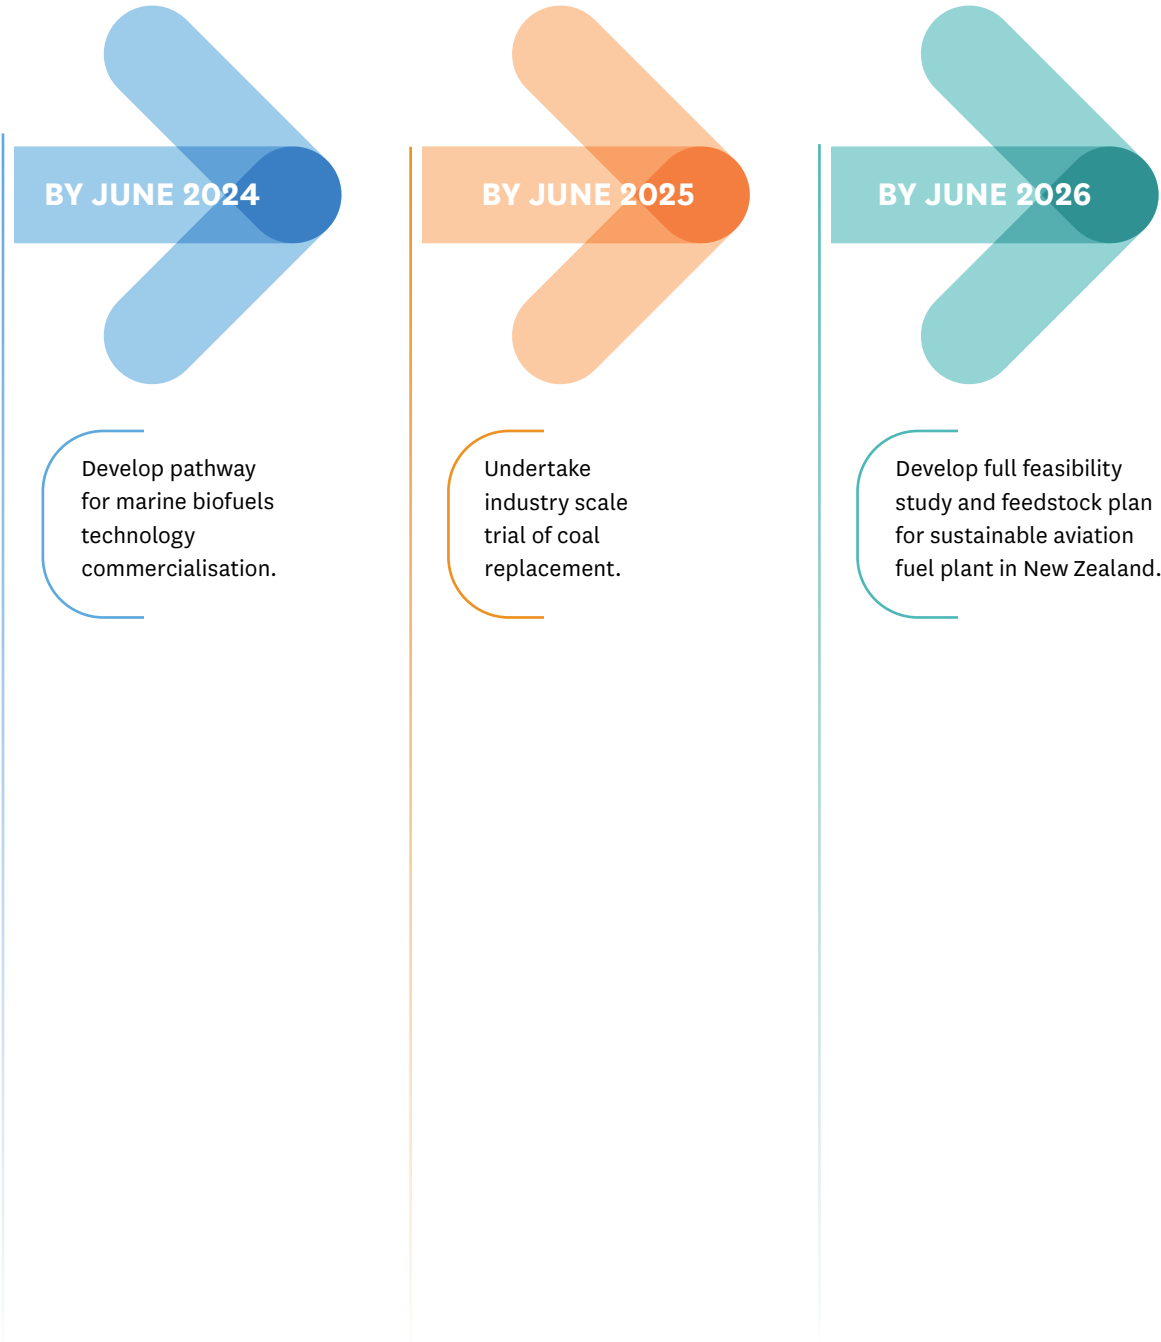 BY JUNE 2024
Develop pathway
for marine biofuels
technology
commercialisation.
BY JUNE 2025
Undertake
industry scale
trial of coal
replacement.
BY JUNE 2026
Develop full feasibility
study and feedstock plan
for sustainable aviation
fuel plant in New Zealand.